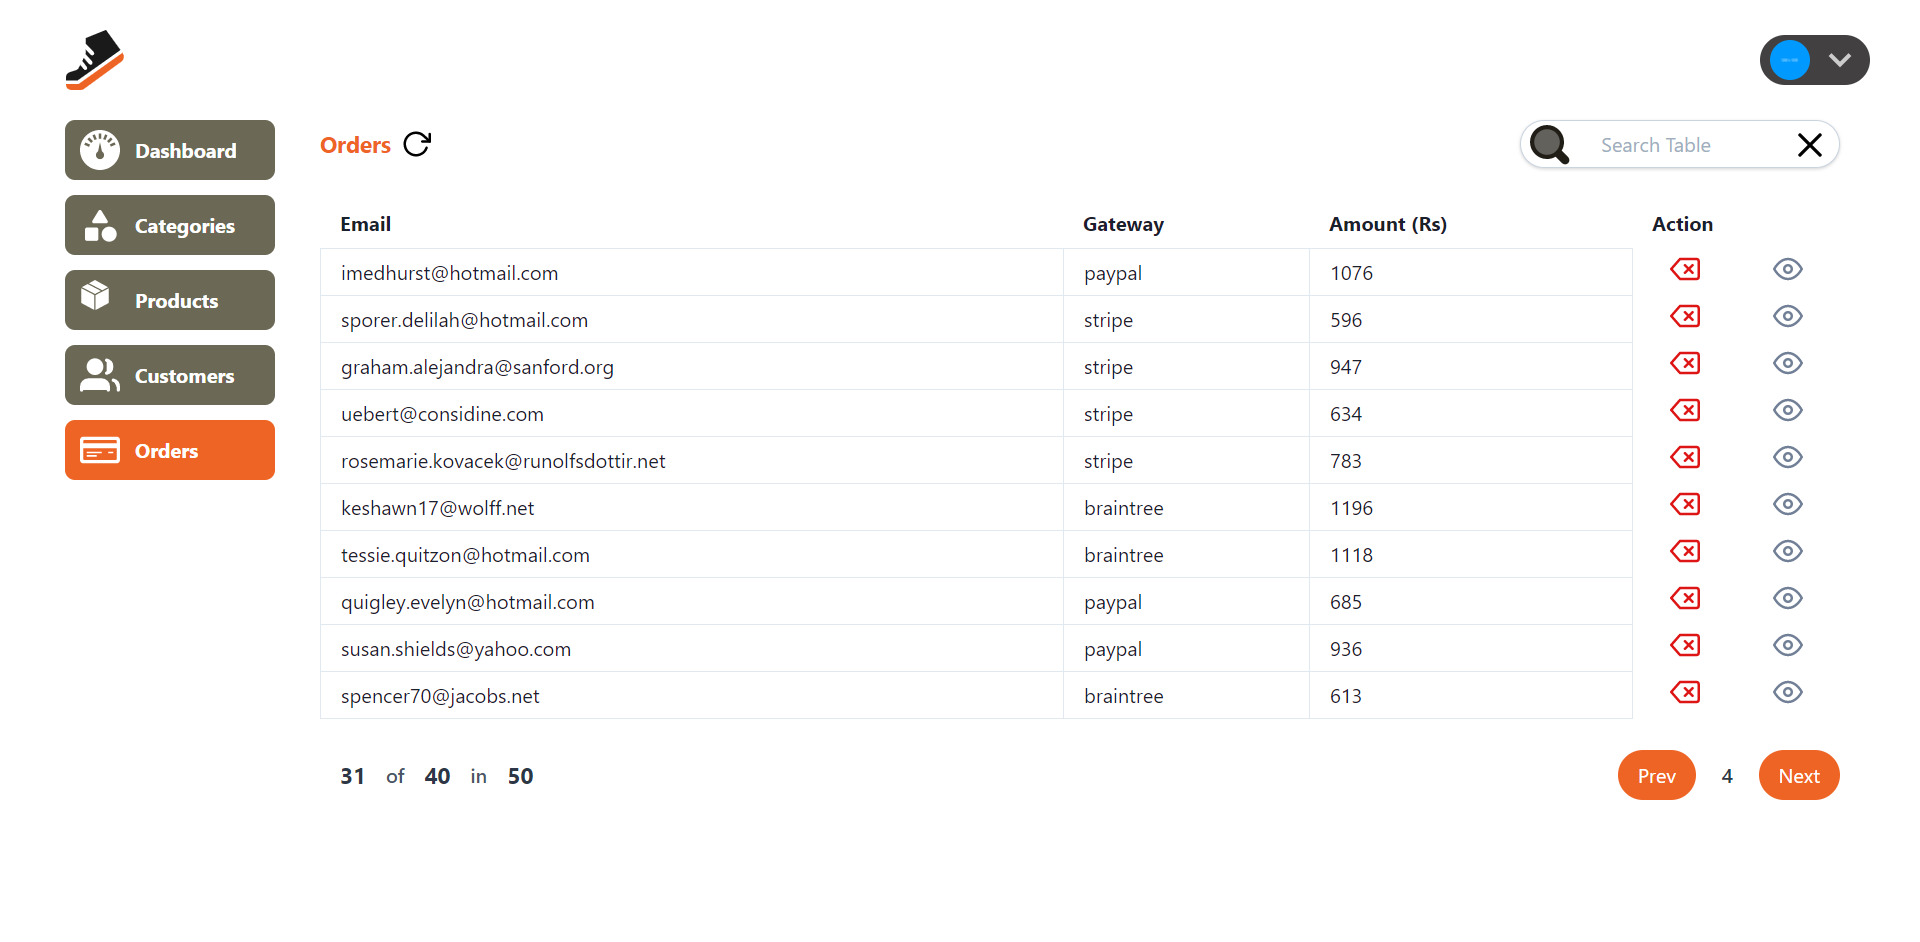 Dashboard
Categories
Products
Customers
Orders
Orders
Search Table
Email Gateway Amount (Rs) Action
imedhurst@hotmail.com paypal 1076
sporer.delilah@hotmail.com stripe 596
graham.alejandra@sanford.org stripe 947
uebert@considine.com stripe 634
rosemarie.kovacek@runolfsdottir.net stripe 783
keshawn17@wolff.net braintree 1196
tessie.quitzon@hotmail.com braintree 1118
quigley.evelyn@hotmail.com paypal 685
susan.shields@yahoo.com paypal 936
spencer70@jacobs.net braintree 613
31 of 40 in 50
Prev 4 Next